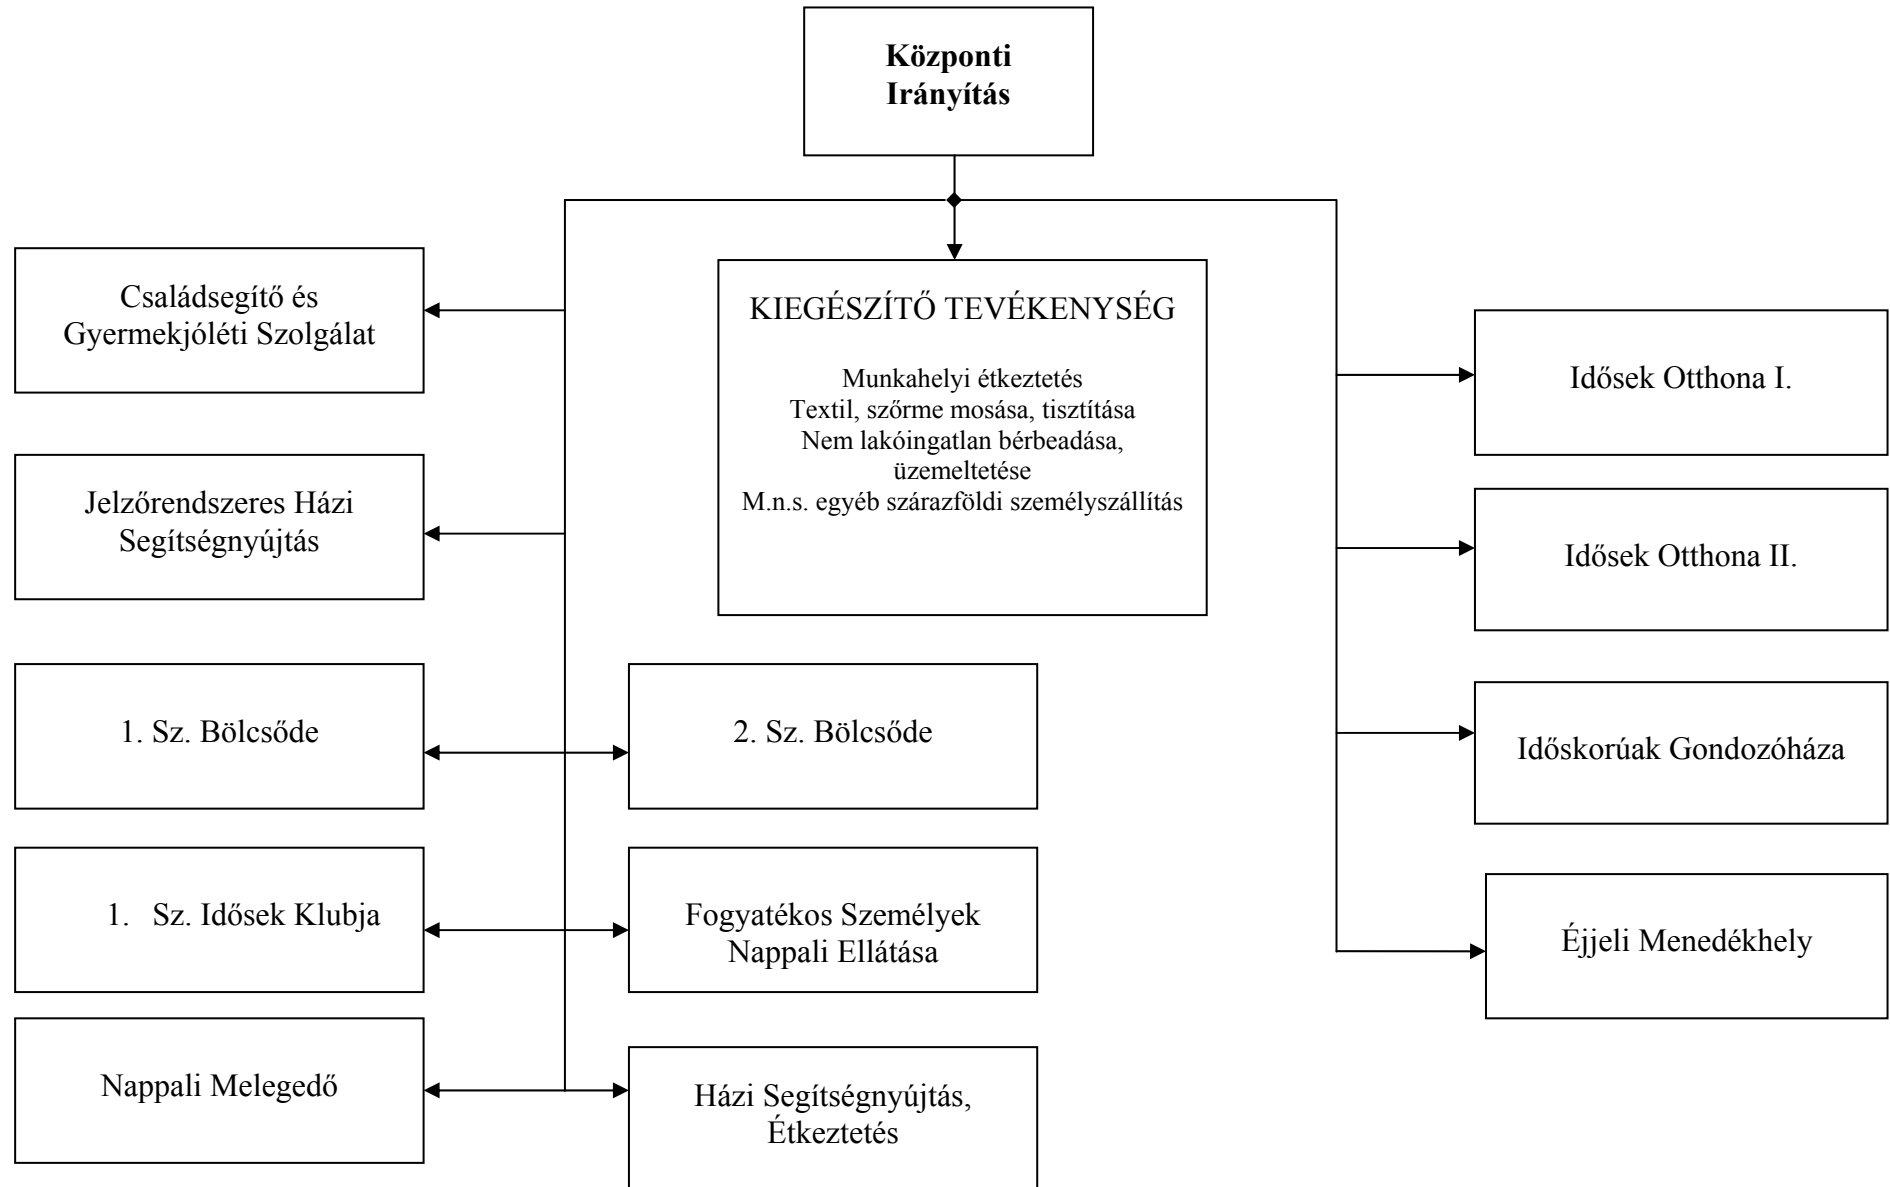 Központi
Irányítás
Családsegítő és
Gyermekjóléti Szolgálat
KIEGÉSZÍTŐ TEVÉKENYSÉG
Munkahelyi étkeztetés
Textil, szőrme mosása, tisztítása
Nem lakóingatlan bérbeadása,
üzemeltetése
M.n.s. egyéb szárazföldi személyszállítás
Idősek Otthona I.
Jelzőrendszeres Házi
Segítségnyújtás
Idősek Otthona II.
1. Sz. Bölcsőde
2. Sz. Bölcsőde
Időskorúak Gondozóháza
1. Sz. Idősek Klubja
Fogyatékos Személyek
Nappali Ellátása
Éjjeli Menedékhely
Nappali Melegedő
Házi Segítségnyújtás,
Étkeztetés